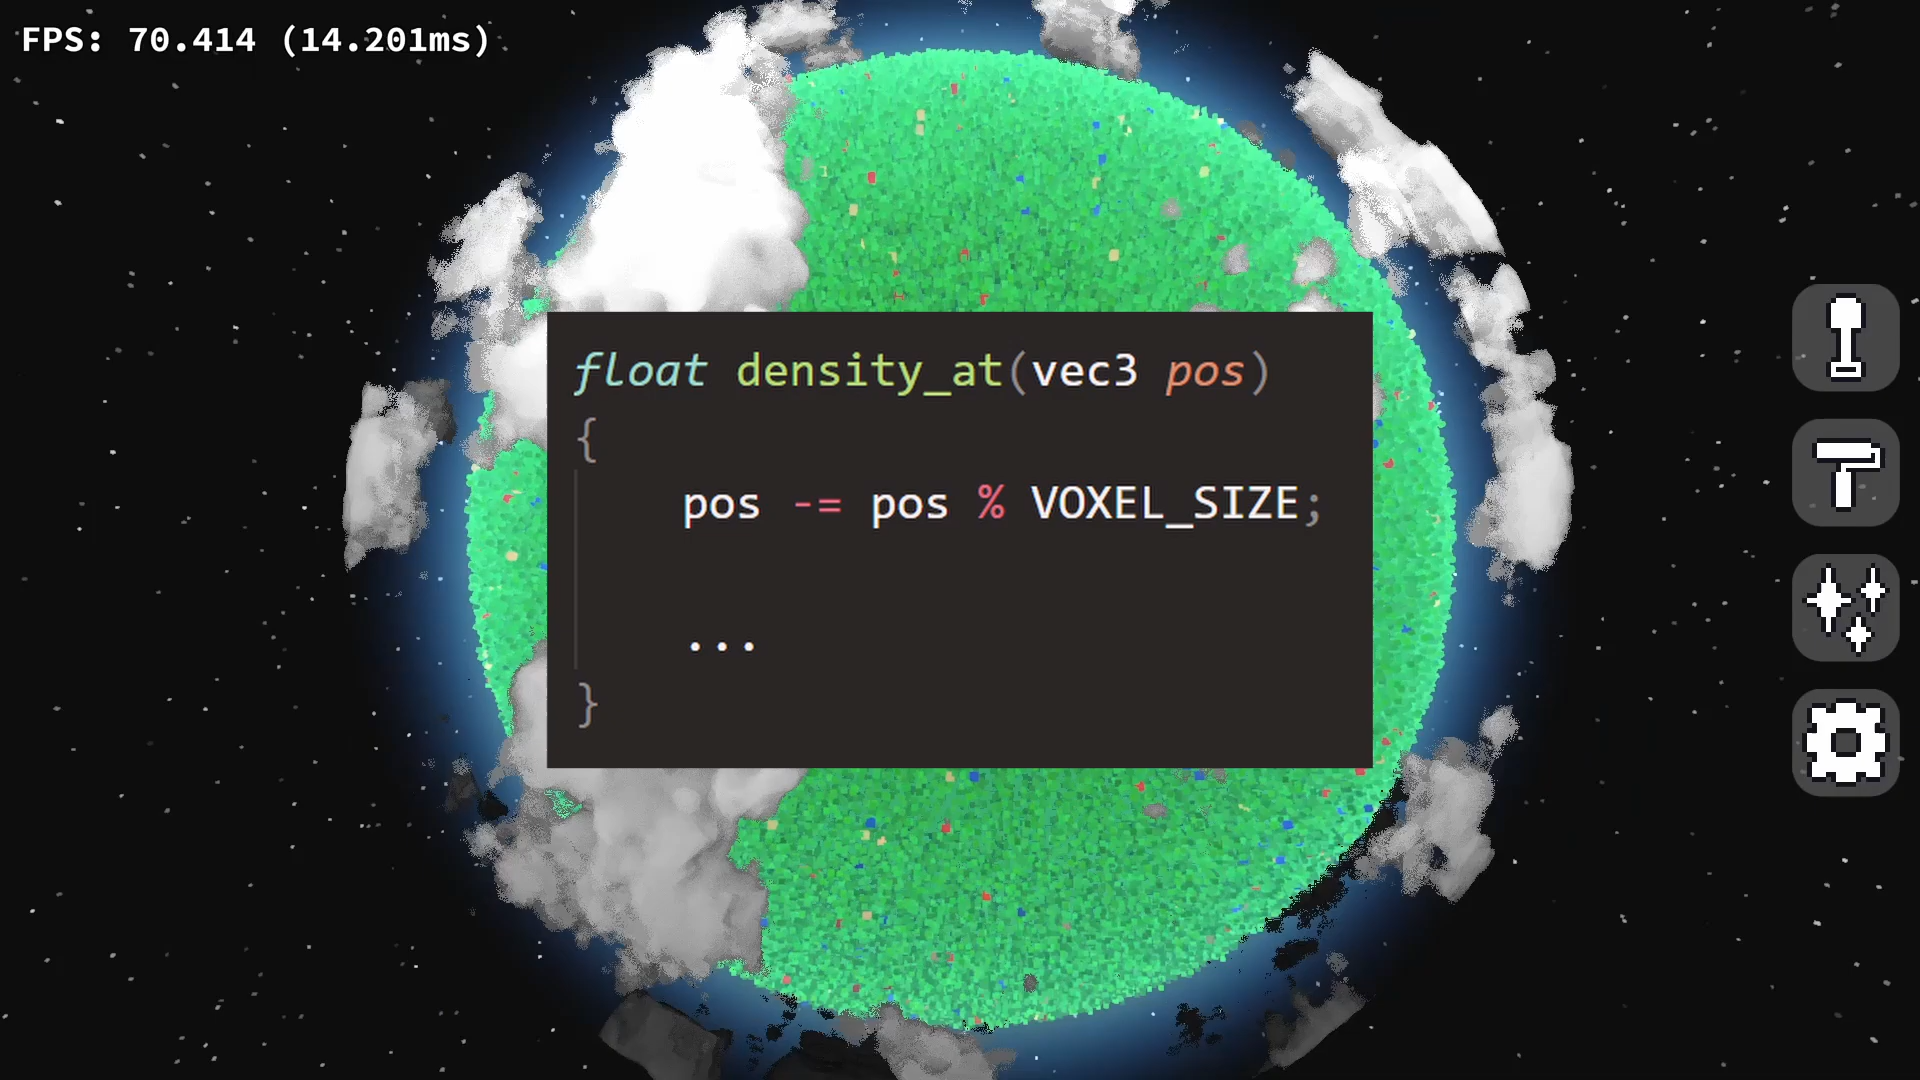 FPS: 70.414 (14.201ms)
float density_at(vec3 pos)
{
pos -= pos % VOXEL_SIZE;
...
}